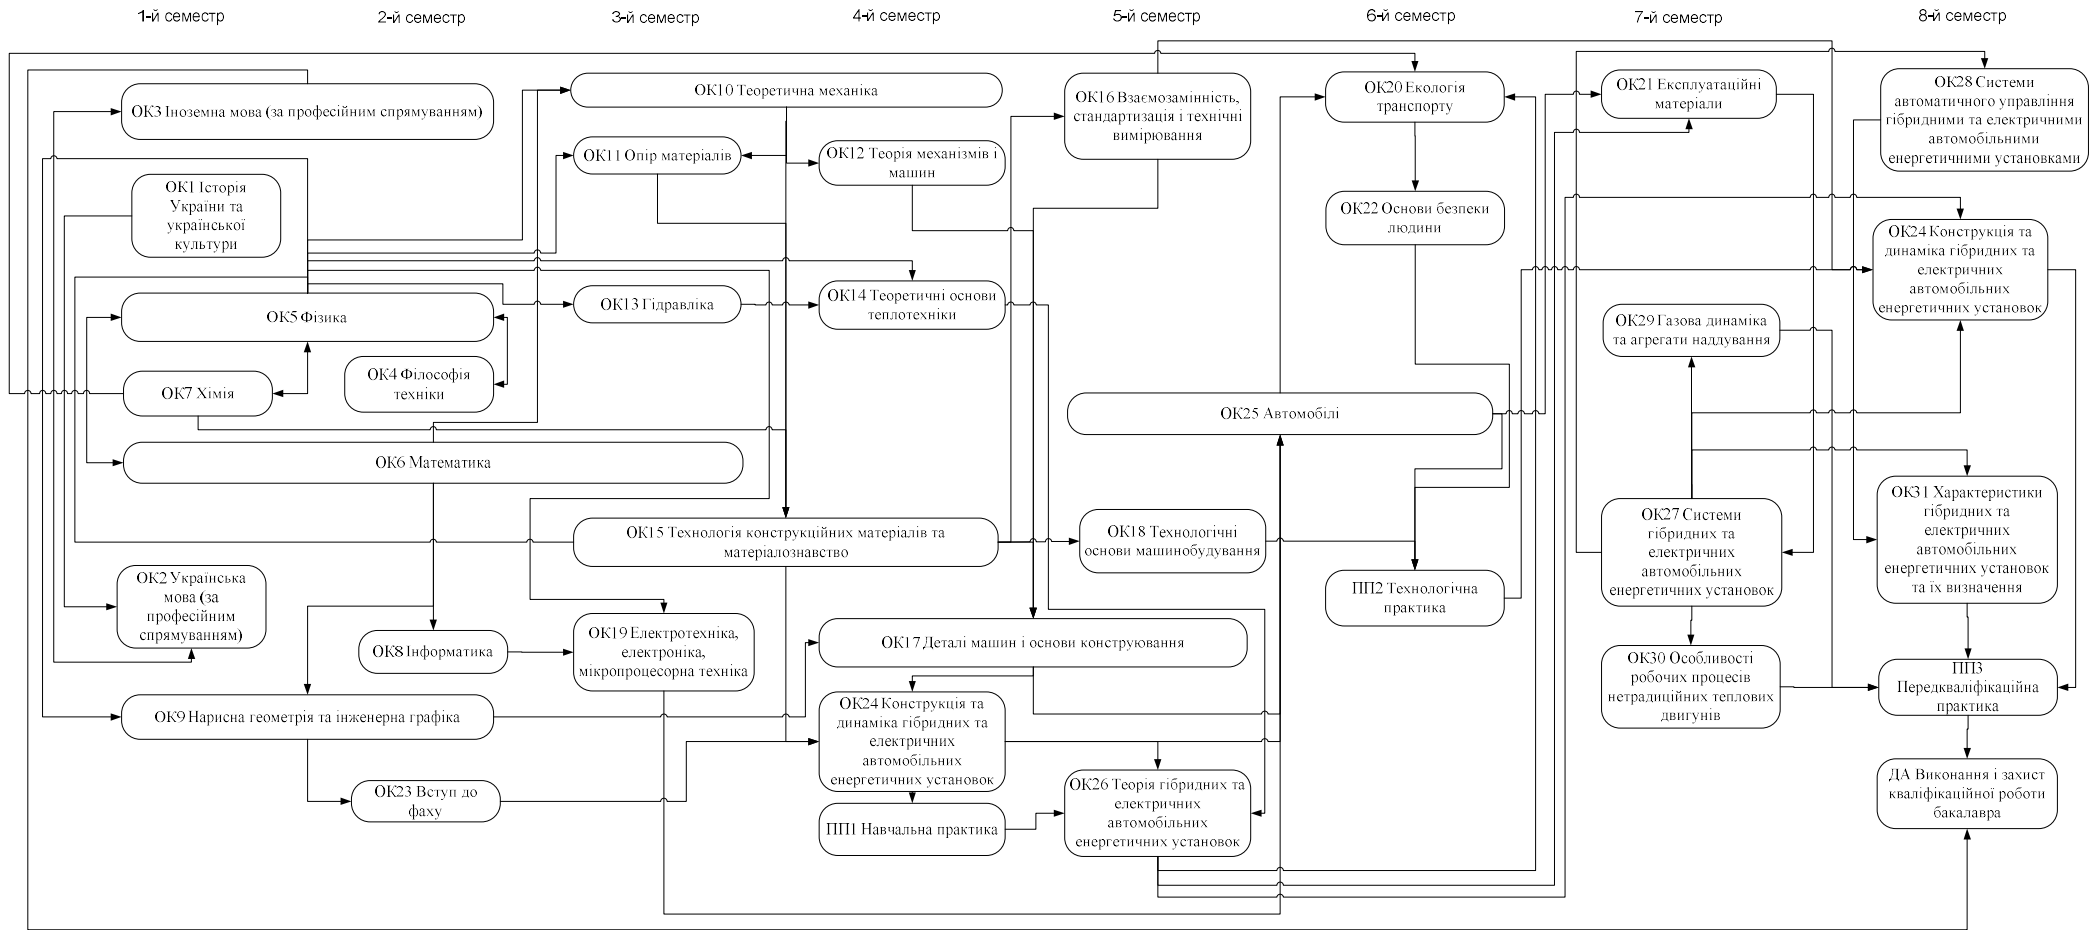 1-й семестр
2-й семестр
3-й семестр
4-й семестр
5-й семестр
6-й семестр
7-й семестр
8-й семестр
ОК3 Іноземна мова (за професійним спрямуванням)
ОК1 Історія
України та
української
культури
ОК5 Фізика
ОК7 Хімія
ОК4 Філософія
техніки
ОК6 Математика
ОК2 Українська
мова (за
професійним
спрямуванням)
ОК8 Інформатика
ОК9 Нарисна геометрія та інженерна графіка
ОК23 Вступ до
фаху
ОК10 Теоретична механіка
ОК11 Опір матеріалів
ОК13 Гідравліка
ОК15 Технологія конструкційних матеріалів та
матеріалознавство
ОК19 Електротехніка,
електроніка,
мікропроцесорна техніка
ОК12 Теорія механізмів і
машин
ОК14 Теоретичні основи
теплотехніки
ОК17 Деталі машин і основи конструювання
ОК24 Конструкція та
динаміка гібридних та
електричних
автомобільних
енергетичних установок
ПП1 Навчальна практика
ОК16 Взаємозамінність,
стандартизація і технічні
вимірювання
ОК25 Автомобілі
ОК18 Технологічні
основи машинобудування
ОК26 Теорія гібридних та
електричних
автомобільних
енергетичних установок
ОК20 Екологія
транспорту
ОК22 Основи безпеки
людини
ПП2 Технологічна
практика
ОК21 Експлуатаційні
матеріали
ОК29 Газова динаміка
та агрегати наддування
ОК27 Системи
гібридних та
електричних
автомобільних
енергетичних установок
ОК30 Особливості
робочих процесів
нетрадиційних теплових
двигунів
ОК28 Системи
автоматичного управління
гібридними та електричними
автомобільними
енергетичними установками
ОК24 Конструкція та
динаміка гібридних та
електричних
автомобільних
енергетичних установок
ОК31 Характеристики
гібридних та
електричних
автомобільних
енергетичних установок
та їх визначення
ПП3
Передкваліфікаційна
практика
ДА Виконання і захист
кваліфікаційної роботи
бакалавра